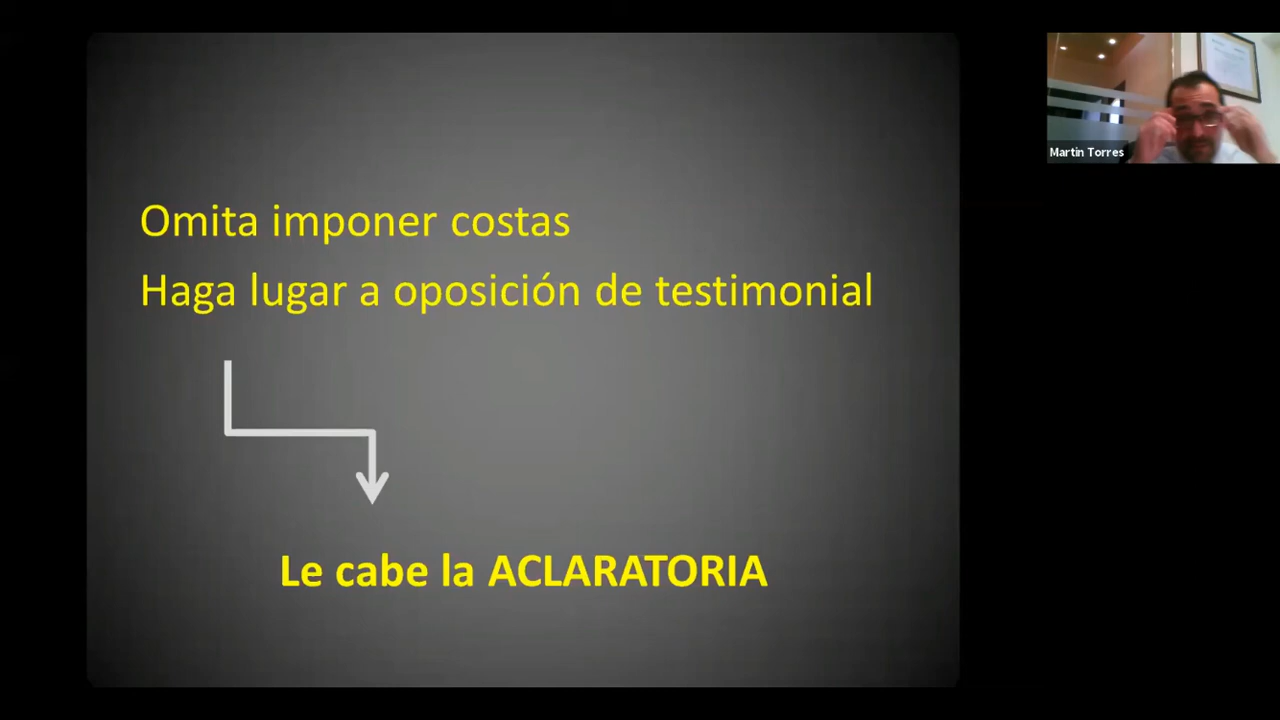 Omita imponer costas
Haga lugar a oposición de testimonial
Le cabe la ACLARATORIA
Martin Torres